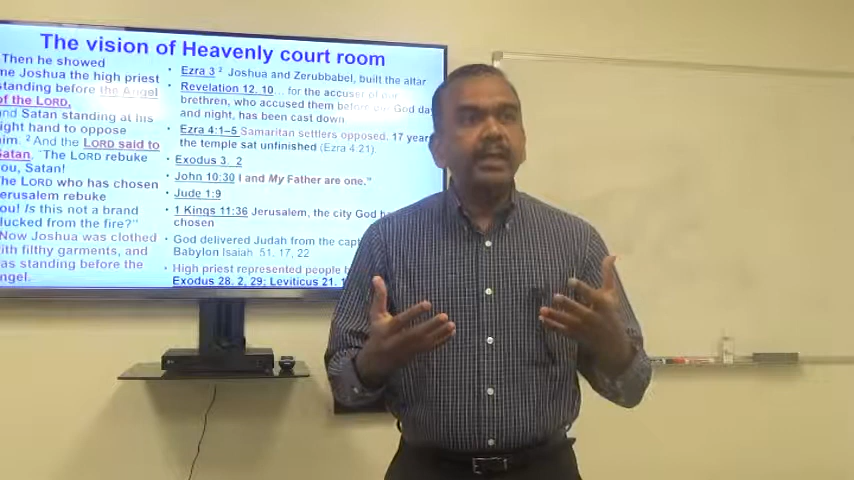 The vision of Heavenly court room
Then he showed
me Joshua the high priest
standing before the Angel
of the LORD,
and Satan standing at his
right hand to oppose
him. 2 And the LORD said to
Satan, "The LORD rebuke
you, Satan!
The LORD who has chosen
Jerusalem rebuke
you! Is this not a brand
plucked from the fire?"
Now Joshua was clothed
with filthy garments, and
was standing before the
Angel.
• Ezra 3 2 Joshua and Zerubbabel, built the altar
• Revelation 12. 10... for the accuser of our
brethren, who accused them before our God day
and night, has been cast down
• Ezra 4:1–5 Samaritan settlers opposed. 17 years
the temple sat unfinished (Ezra 4.21).
• Exodus 3. 2
• John 10:30 I and My Father are one."
• Jude 1:9
• 1 Kings 11:36 Jerusalem, the city God
chosen
• God delivered Judah from the
Babylon Isaiah 51. 17, 22
• High priest represented people
Exodus 28. 2, 29; Leviticus 21.